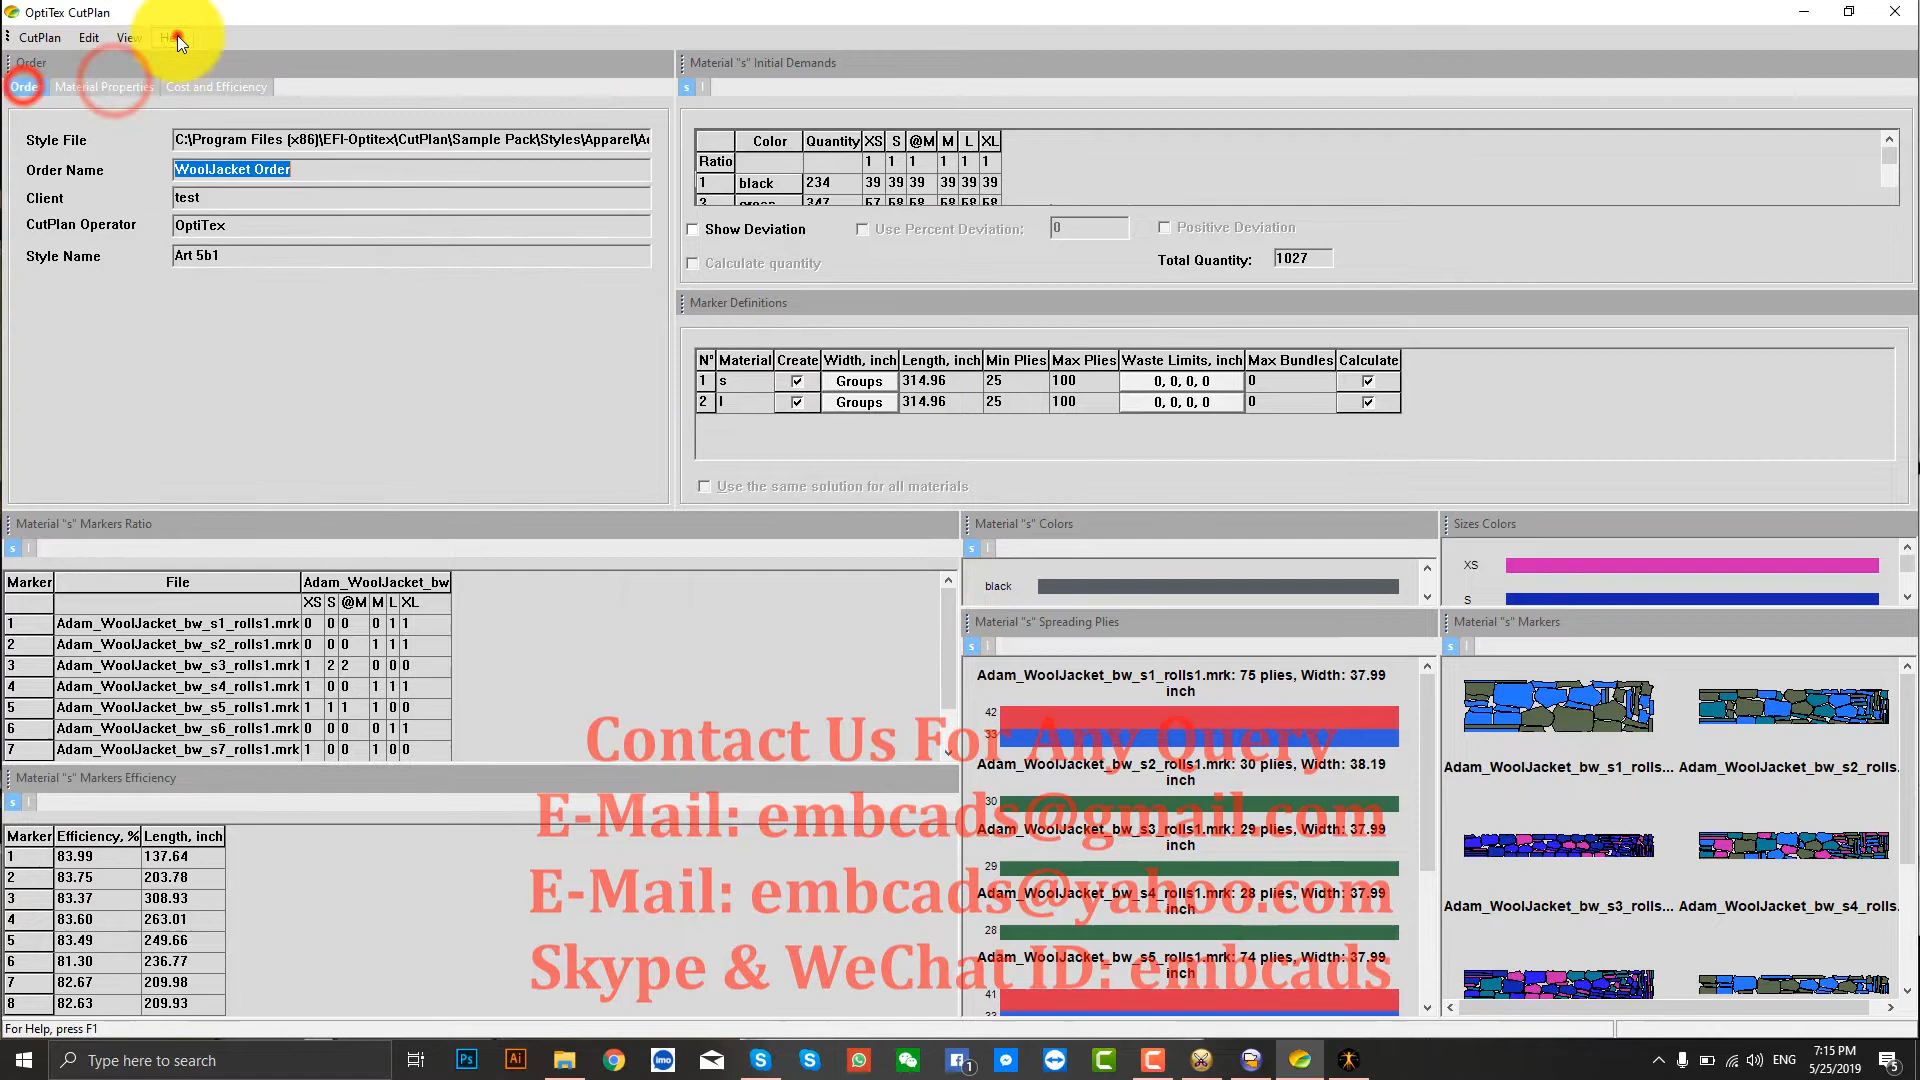 OptiTex CutPlan
CutPlan Edit View
Order
Order Material Properties Cost and Efficiency
Style File C:\Program Files (x86)\EFI-Optitex\CutPlan\Sample Pack\Styles\Apparel\A
Order Name WoolJacket Order
Client test
CutPlan Operator OptiTex
Style Name Art 5b1
Material "s" Initial Demands
s l
Color Quantity XS S @M M L XL
Ratio 1 1 1 1 1 1
1 black 234 39 39 39 39 39 39
347 57 58 58 58 58 58
Show Deviation Use Percent Deviation: 0 Positive Deviation
Calculate quantity Total Quantity: 1027
Marker Definitions
N° Material Create Width, inch Length, inch Min Plies Max Plies Waste Limits, inch Max Bundles Calculate
1 s Groups 314.96 25 100 0, 0, 0, 0 0
2 l Groups 314.96 25 100 0, 0, 0, 0 0
Use the same solution for all materials
Material "s" Markers Ratio
s l
Marker File Adam_WoolJacket_bw
XS S @M M L XL
1 Adam_WoolJacket_bw_s1_rolls1.mrk 0 0 0 0 1 1
2 Adam_WoolJacket_bw_s2_rolls1.mrk 0 0 0 1 1 1
3 Adam_WoolJacket_bw_s3_rolls1.mrk 1 2 2 0 0 0
4 Adam_WoolJacket_bw_s4_rolls1.mrk 1 0 0 1 1 1
5 Adam_WoolJacket_bw_s5_rolls1.mrk 1 1 1 1 0 0
6 Adam_WoolJacket_bw_s6_rolls1.mrk 0 0 0 0 1 1
7 Adam_WoolJacket_bw_s7_rolls1.mrk 1 0 0 1 0 0
Material "s" Markers Efficiency
s l
Marker Efficiency, % Length, inch
1 83.99 137.64
2 83.75 203.78
3 83.37 308.93
4 83.60 263.01
5 83.49 249.66
6 81.30 236.77
7 82.67 209.98
8 82.63 209.93
Material "s" Colors
s l
black
Sizes Colors
XS
S
Material "s" Spreading Plies
s l
Adam_WoolJacket_bw_s1_rolls1.mrk: 75 plies, Width: 37.99
inch
42
33
Adam_WoolJacket_bw_s2_rolls1.mrk: 30 plies, Width: 38.19
inch
30
Adam_WoolJacket_bw_s3_rolls1.mrk: 29 plies, Width: 37.99
inch
29
Adam_WoolJacket_bw_s4_rolls1.mrk: 28 plies, Width: 37.99
inch
28
Adam_WoolJacket_bw_s5_rolls1.mrk: 74 plies, Width: 37.99
inch
41
33
Material "s" Markers
s l
Adam_WoolJacket_bw_s1_rolls... Adam_WoolJacket_bw_s2_rolls.
Adam_WoolJacket_bw_s3_rolls... Adam_WoolJacket_bw_s4_rolls.
Contact Us For Any Query
E-Mail: embcads@gmail.com
E-Mail: embcads@yahoo.com
Skype & WeChat ID: embcads
For Help, press F1
Type here to search
Ps Ai imo 1
ENG 7:15 PM
5/25/2019 5